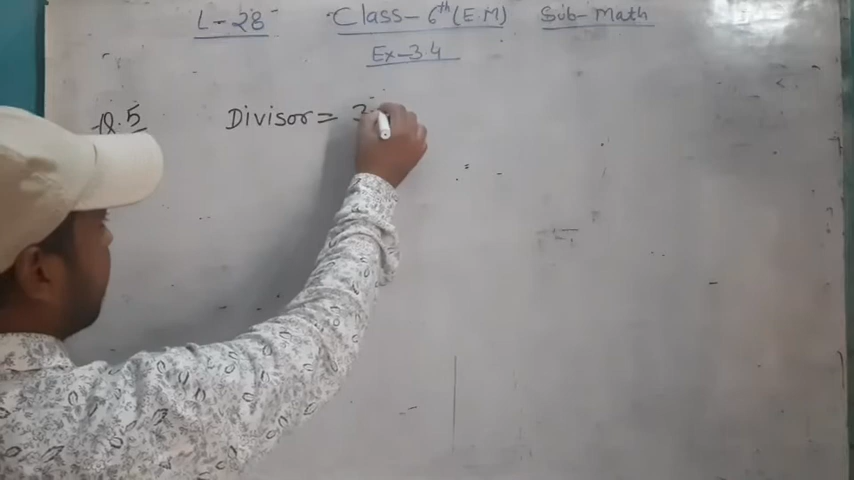 L-28 Class-6th (E.M) Sub-Math
Ex-3.4
Q.5 Divisor = 3